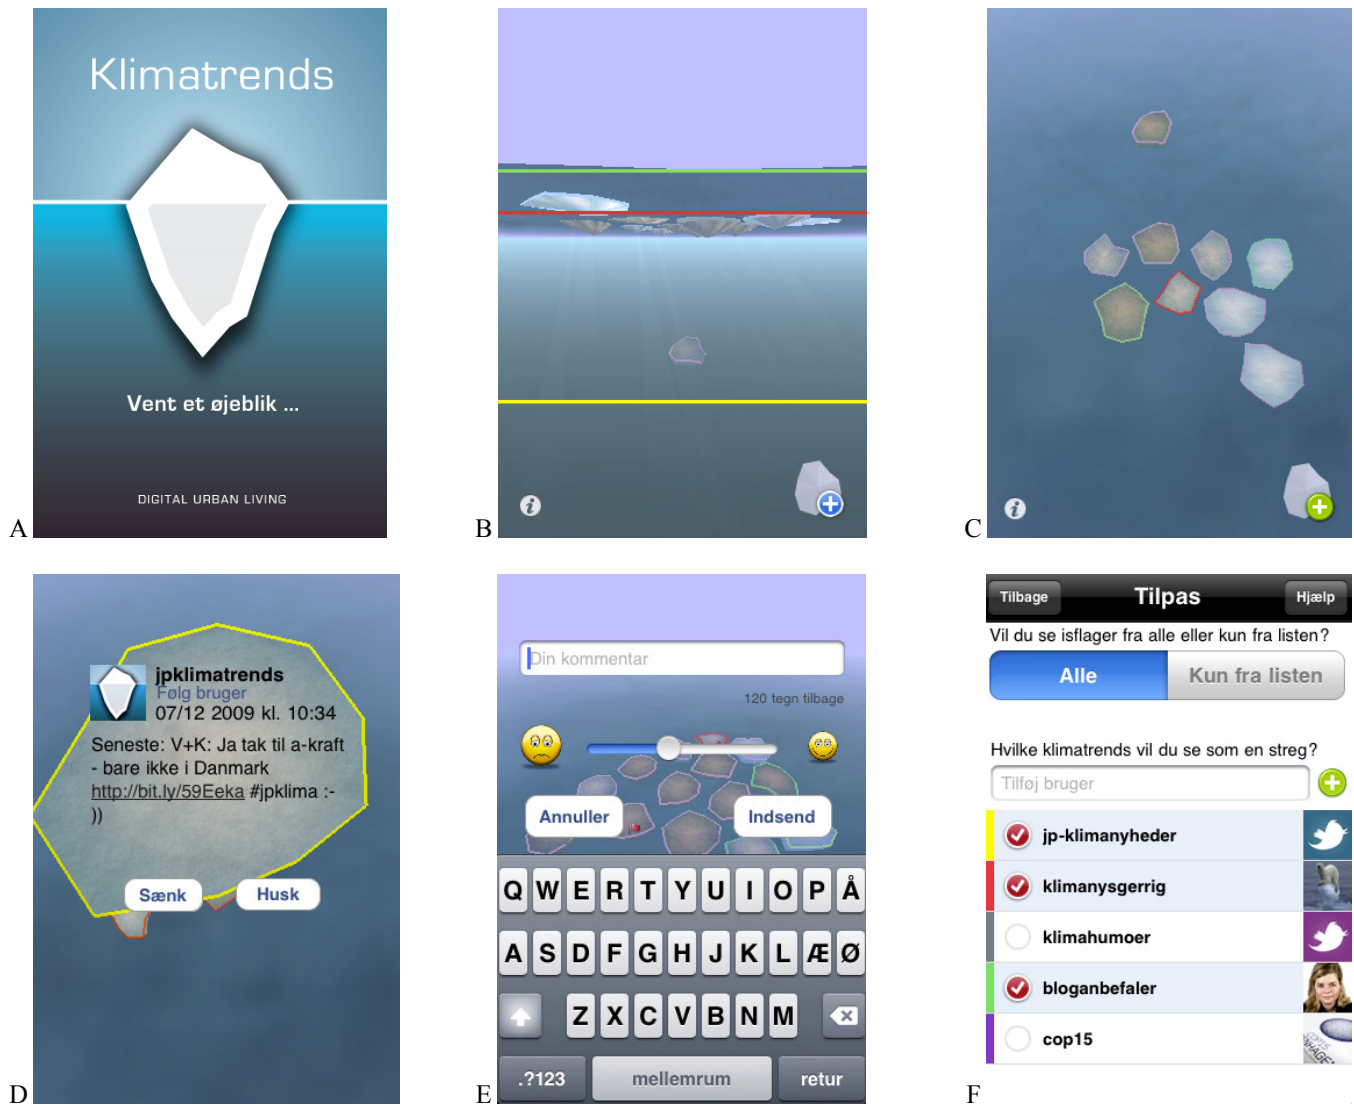 Klimatrends
Vent et øjeblik ...
DIGITAL URBAN LIVING
A
i
B
i
C
jpklimatrends
Følg bruger
07/12 2009 kl. 10:34
Seneste: V+K: Ja tak til a-kraft
- bare ikke i Danmark
http://bit.ly/59Eeka #jpklima :-
))
Sænk
Husk
D
Din kommentar
120 tegn tilbage
Annuller
Indsend
Q W E R T Y U I O P Å
A S D F G H J K L Æ Ø
Z X C V B N M
.?123
mellemrum
retur
E
Tilbage
Tilpas
Hjælp
Vil du se isflager fra alle eller kun fra listen?
Alle
Kun fra listen
Hvilke klimatrends vil du se som en streg?
Tilføj bruger
jp-klimanyheder
klimanysgerrig
klimahumoer
bloganbefaler
cop15
F